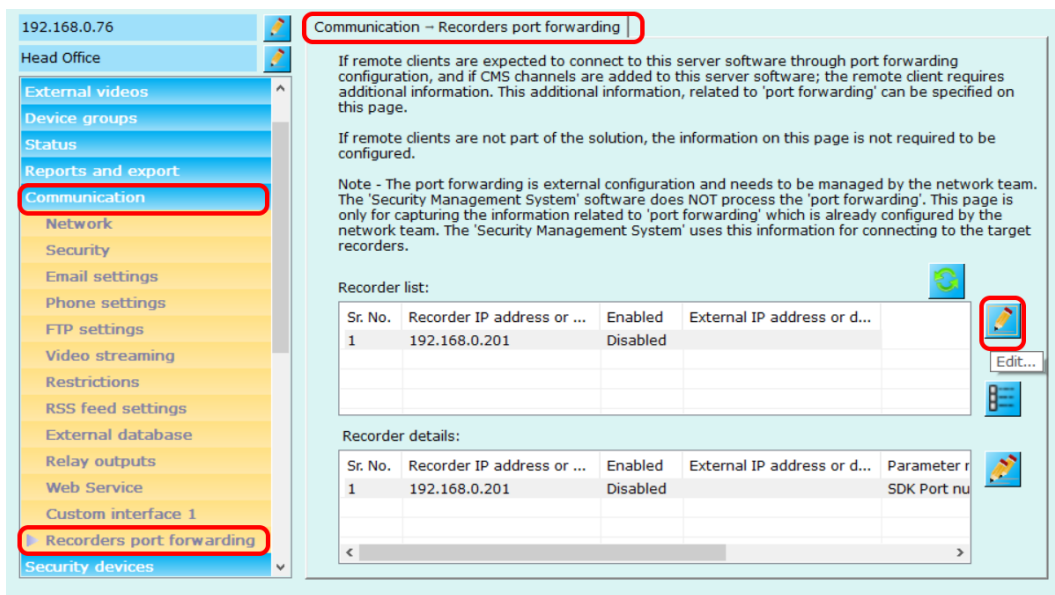 192.168.0.76
Head Office
External videos
Device groups
Status
Reports and export
Communication
Network
Security
Email settings
Phone settings
FTP settings
Video streaming
Restrictions
RSS feed settings
External database
Relay outputs
Web Service
Custom interface 1
Recorders port forwarding
Security devices
Communication → Recorders port forwarding
If remote clients are expected to connect to this server software through port forwarding
configuration, and if CMS channels are added to this server software; the remote client requires
additional information. This additional information, related to 'port forwarding' can be specified on
this page.
If remote clients are not part of the solution, the information on this page is not required to be
configured.
Note - The port forwarding is external configuration and needs to be managed by the network team.
The 'Security Management System' software does NOT process the 'port forwarding'. This page is
only for capturing the information related to 'port forwarding' which is already configured by the
network team. The 'Security Management System' uses this information for connecting to the target
recorders.
Recorder list:
Sr. No. Recorder IP address or ... Enabled External IP address or d...
1 192.168.0.201 Disabled
Edit...
Recorder details:
Sr. No. Recorder IP address or ... Enabled External IP address or d... Parameter r
1 192.168.0.201 Disabled SDK Port nu